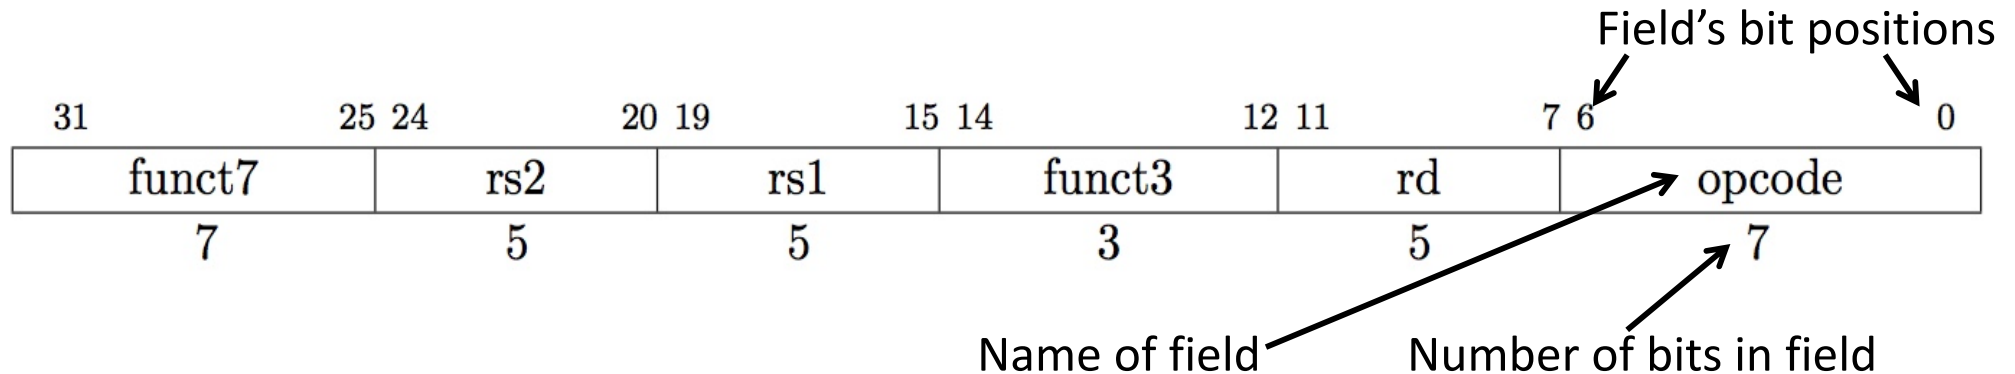 Field's bit positions
31 25 24 20 19 15 14 12 11 7 6 0
funct7 rs2 rs1 funct3 rd opcode
7 5 5 3 5 7
Name of field Number of bits in field